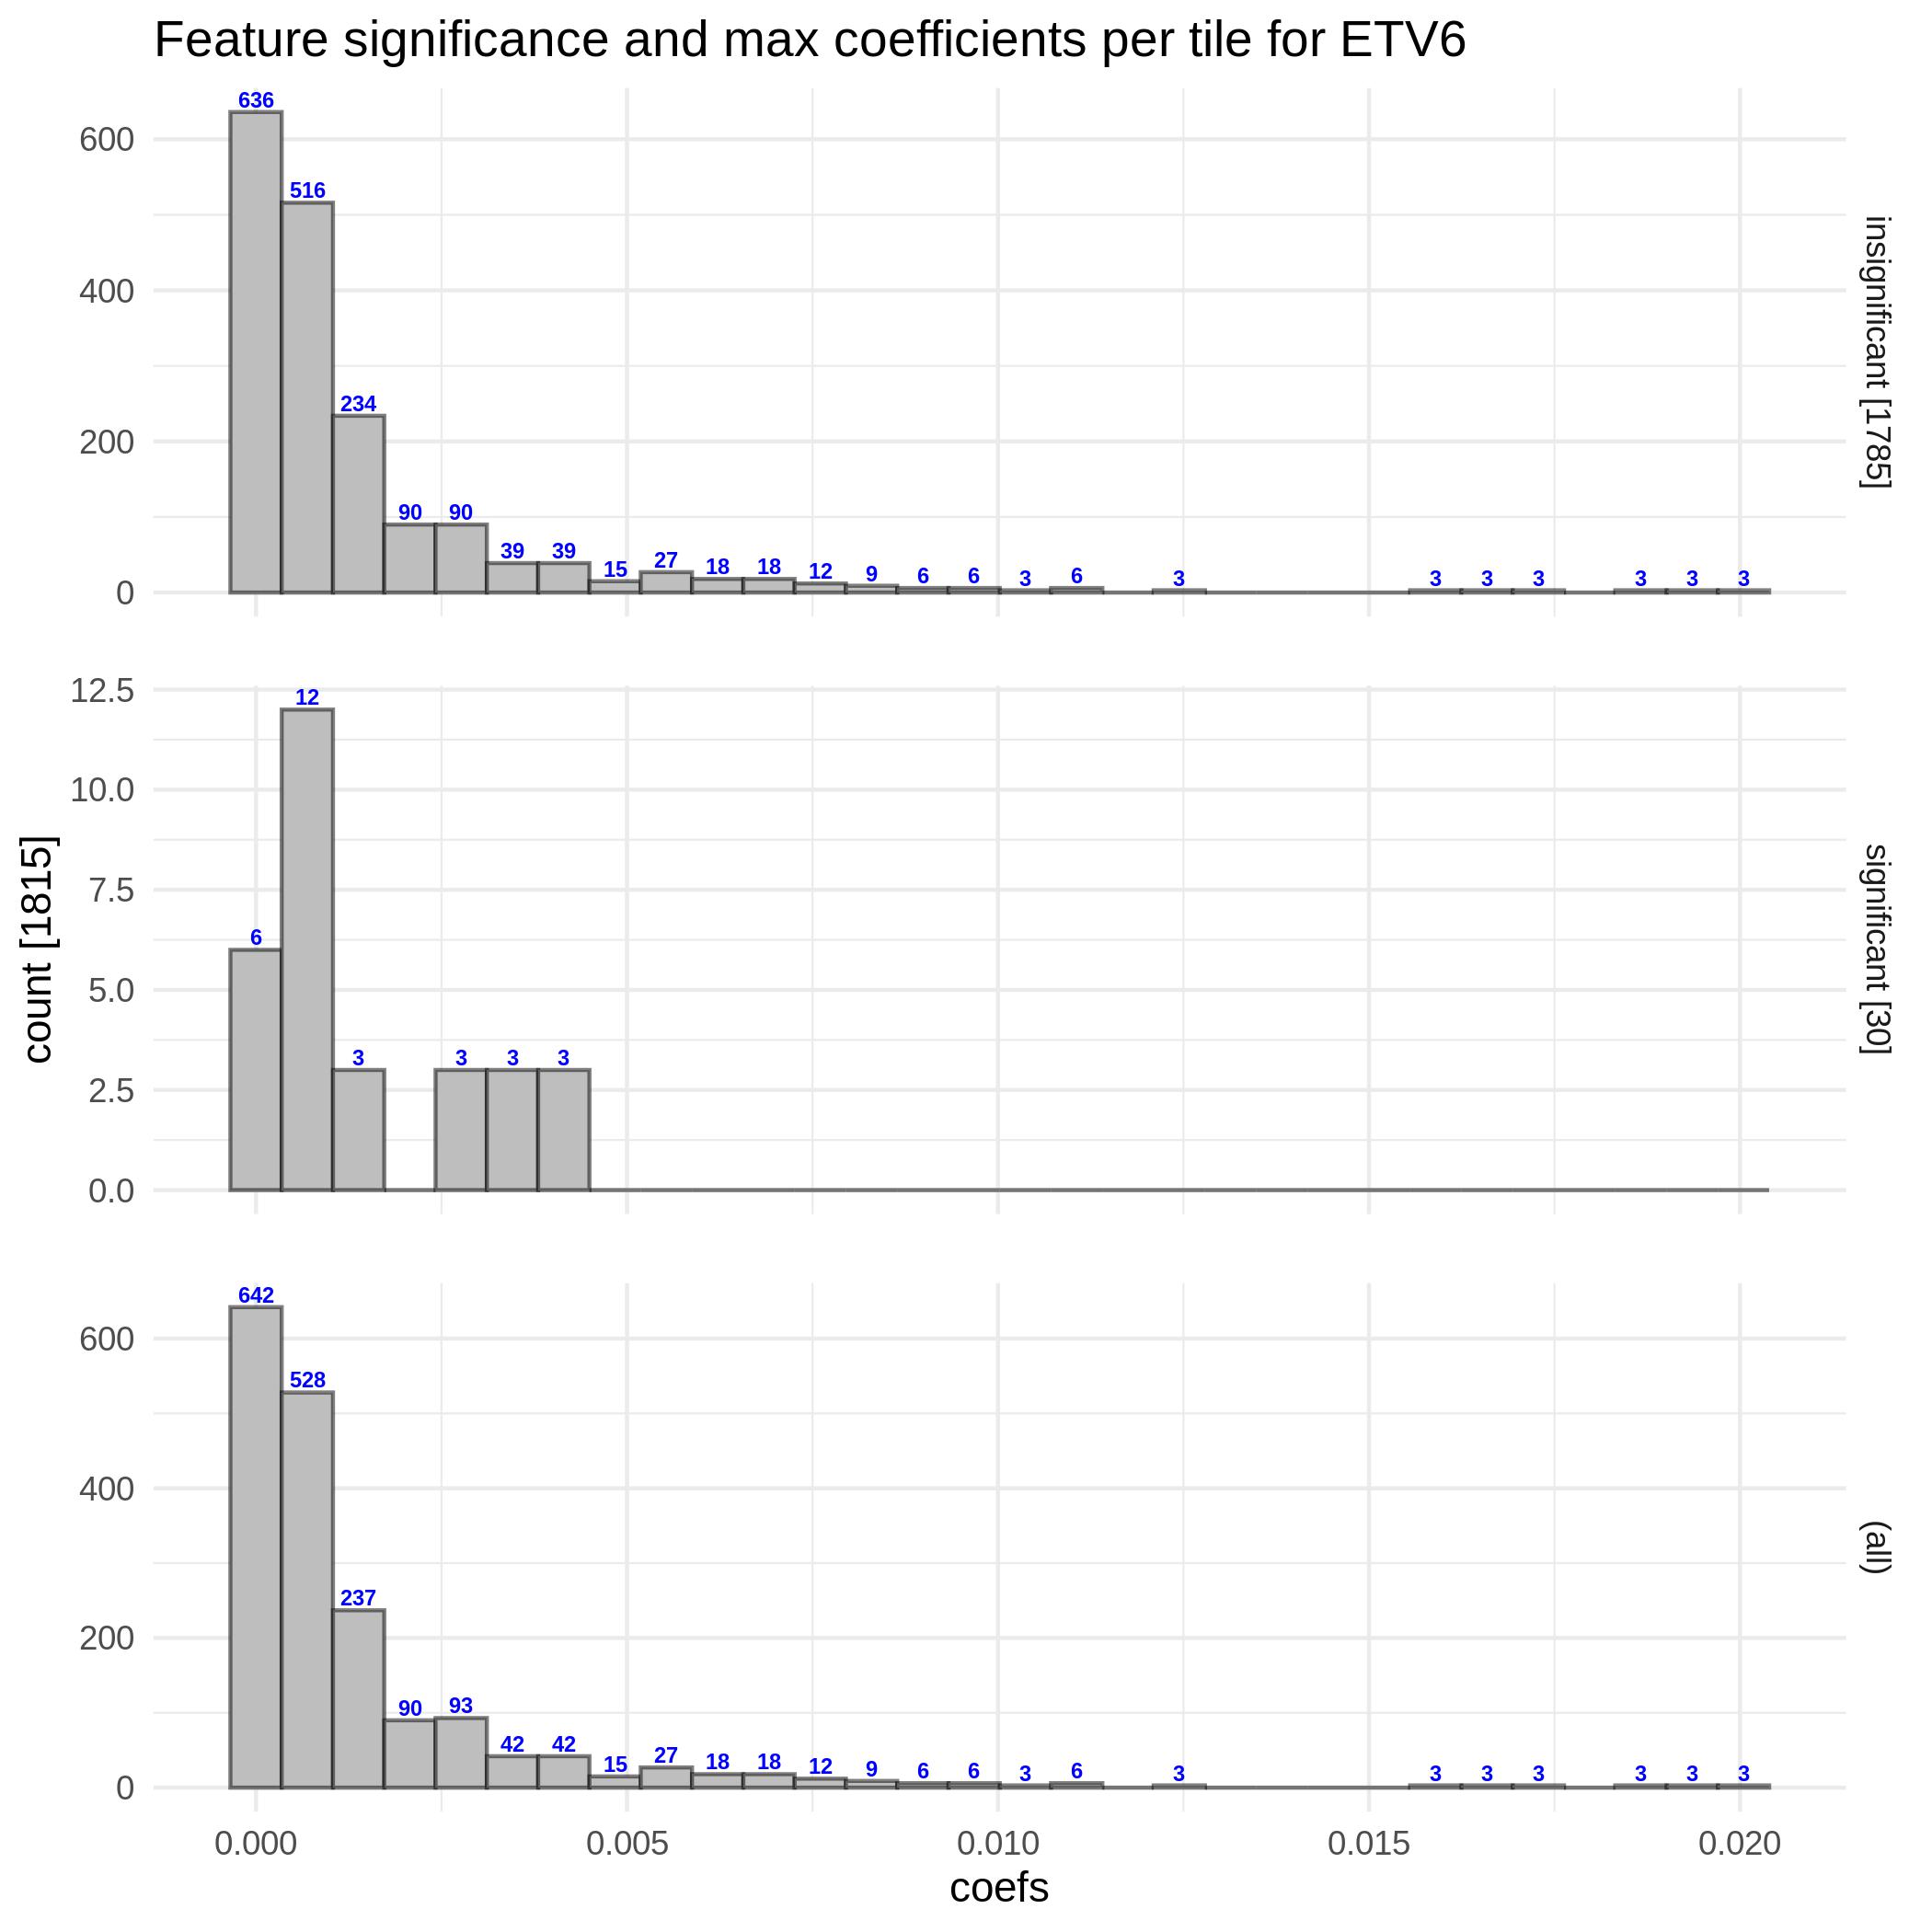 Feature significance and max coefficients per tile for ETV6
636
600
516
400
234
200
90 90
39 39 15 27 18 18 12 9 6 6 3 6 3 3 3 3 3 3 3
0
insignificant [1785]
12.5
12
10.0
7.5
6
5.0
3 3 3 3
2.5
0.0
significant [30]
count [1815]
642
600
528
400
237
200
90 93
42 42 15 27 18 18 12 9 6 6 3 6 3 3 3 3 3 3 3
0
(all)
0.000 0.005 0.010 0.015 0.020
coefs